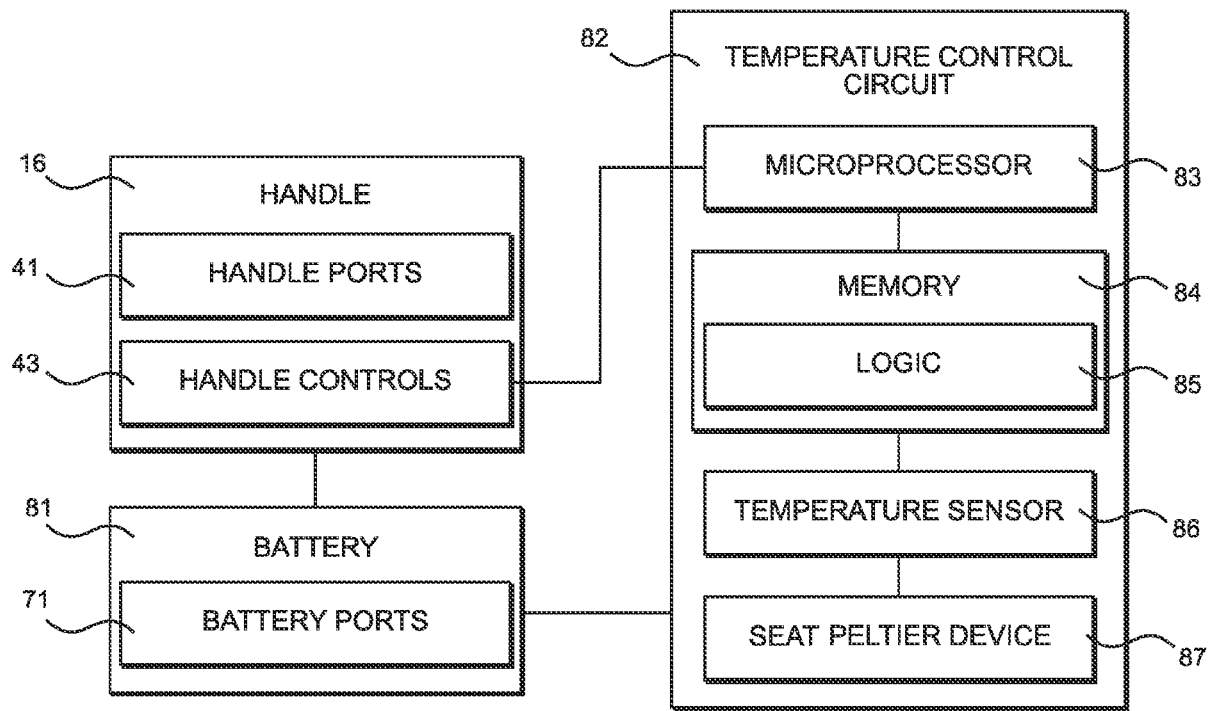 16
HANDLE
41
HANDLE PORTS
43
HANDLE CONTROLS
81
BATTERY
71
BATTERY PORTS
82
TEMPERATURE CONTROL
CIRCUIT
MICROPROCESSOR
83
MEMORY
84
LOGIC
85
TEMPERATURE SENSOR
86
SEAT PELTIER DEVICE
87